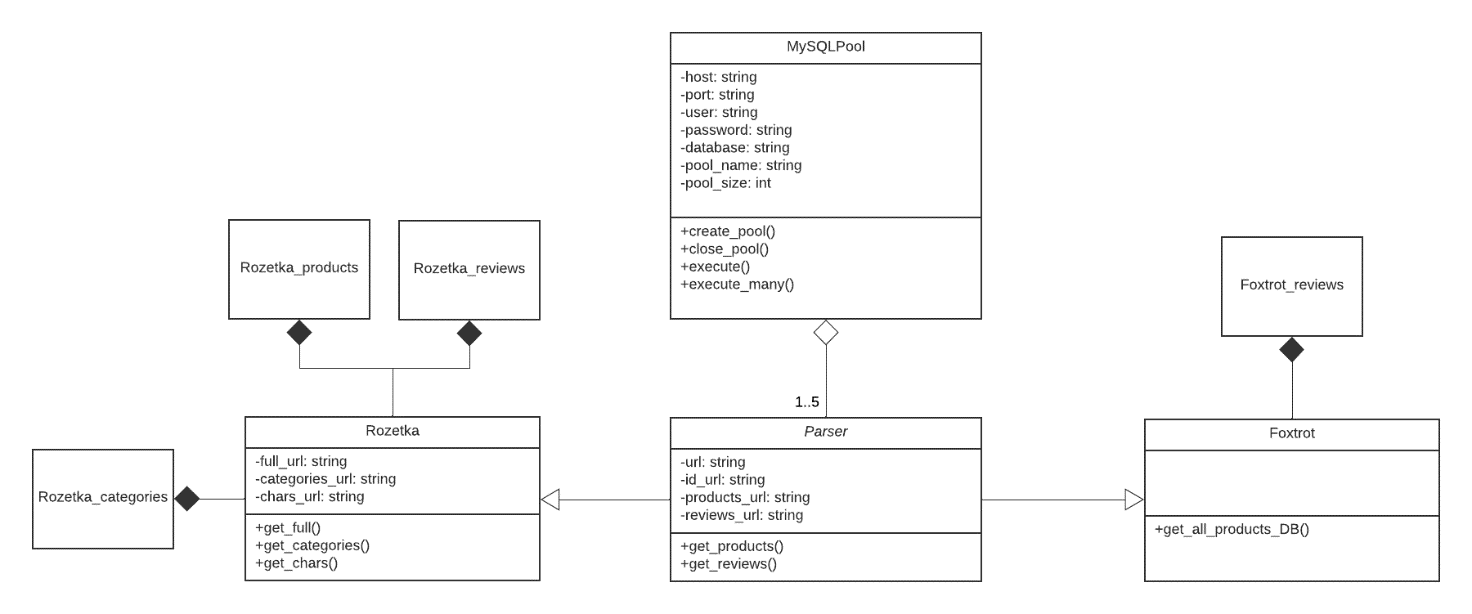 MySQLPool
-host: string
-port: string
-user: string
-password: string
-database: string
-pool_name: string
-pool_size: int
+create_pool()
+close_pool()
+execute()
+execute_many()
Rozetka_products
Rozetka_reviews
Foxtrot_reviews
1..5
Rozetka_categories
Rozetka
-full_url: string
-categories_url: string
-chars_url: string
+get_full()
+get_categories()
+get_chars()
Parser
-url: string
-id_url: string
-products_url: string
-reviews_url: string
+get_products()
+get_reviews()
Foxtrot
+get_all_products_DB()